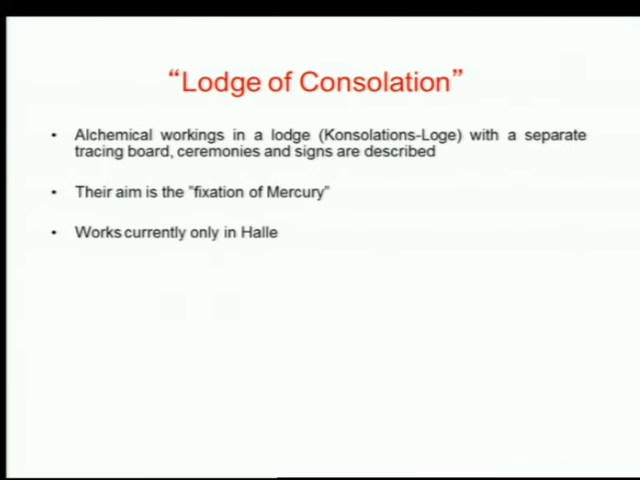 “Lodge of Consolation”
• Alchemical workings in a lodge (Konsolations-Loge) with a separate
tracing board, ceremonies and signs are described
• Their aim is the ”fixation of Mercury”
• Works currently only in Halle